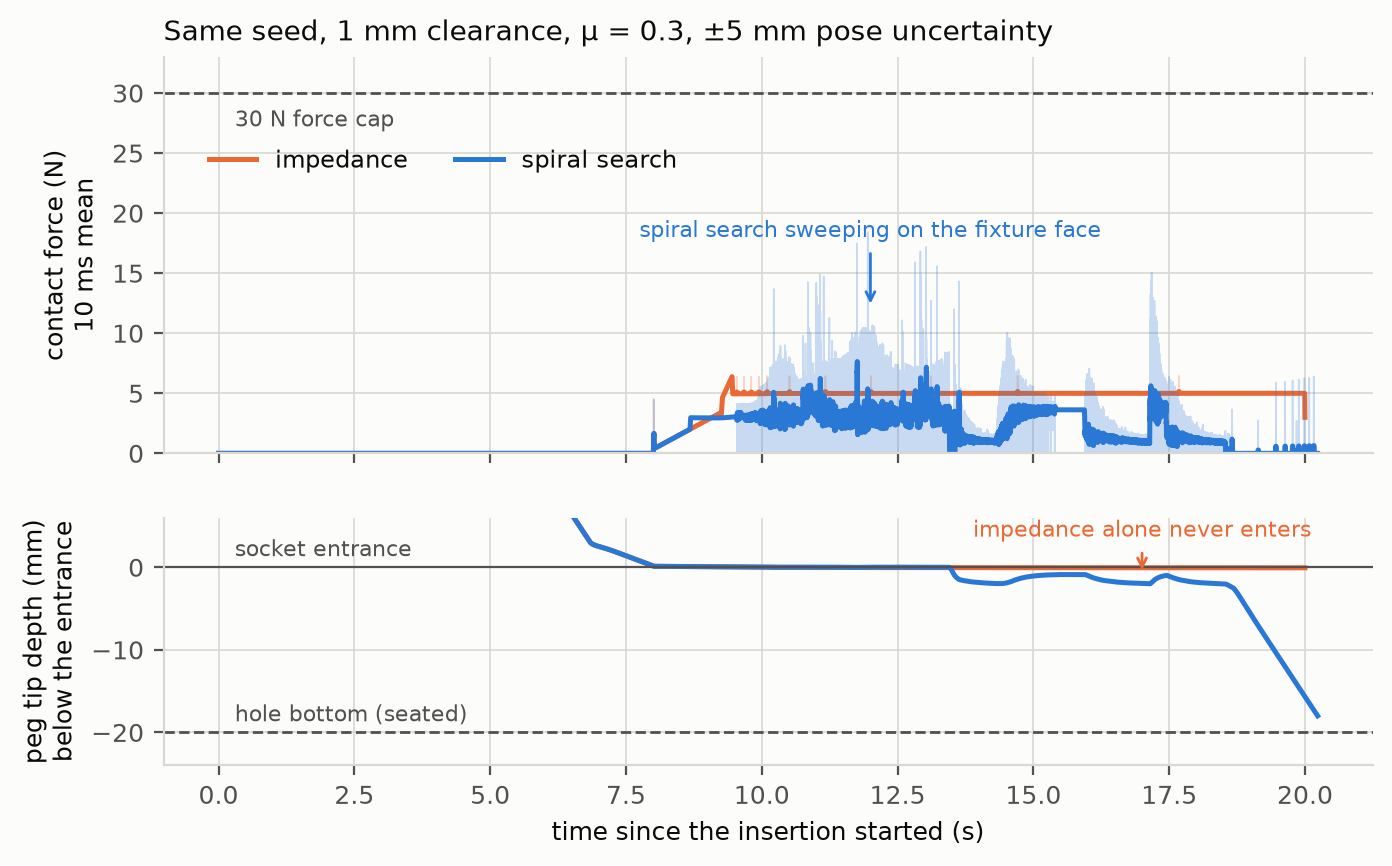 Same seed, 1 mm clearance, μ = 0.3, ±5 mm pose uncertainty
contact force (N)
10 ms mean
30
25
20
15
10
5
0
30 N force cap
impedance
spiral search
spiral search sweeping on the fixture face
peg tip depth (mm)
below the entrance
0
−10
−20
socket entrance
impedance alone never enters
hole bottom (seated)
0.0
2.5
5.0
7.5
10.0
12.5
15.0
17.5
20.0
time since the insertion started (s)